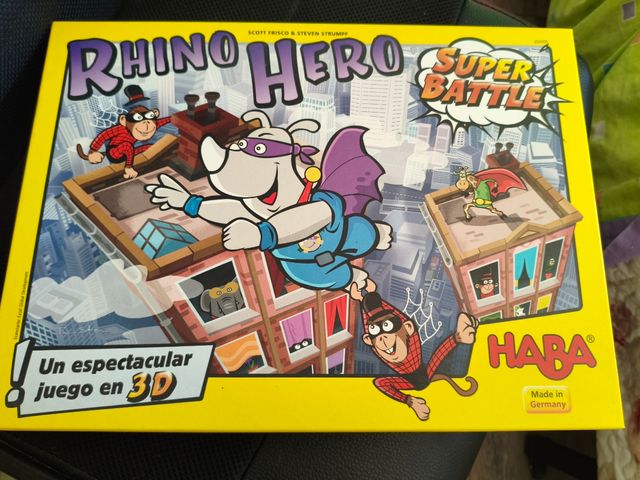 SCOTT FRISCO & STEVEN STRUMPF
RHINO HERO
SUPER
BATTLE
! Un espectacular
juego en 3D
HABA®
Made in
Germany